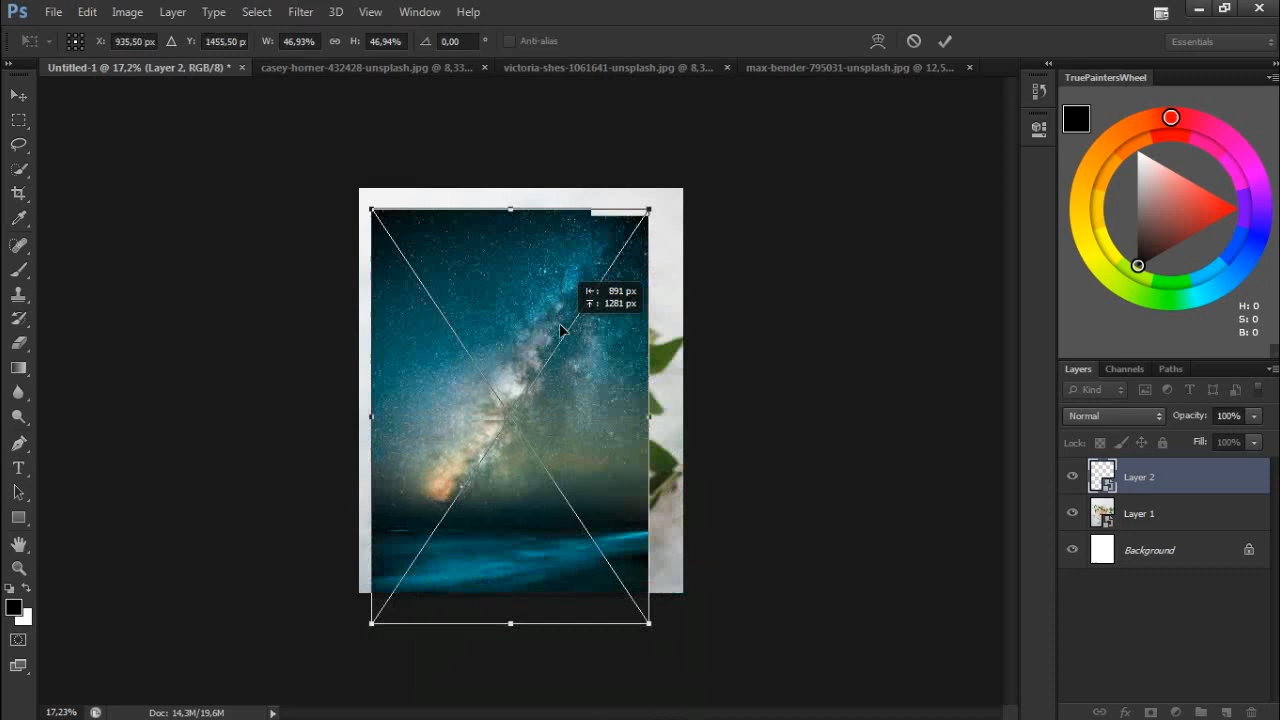 Ps File Edit Image Layer Type Select Filter 3D View Window Help
X: 935,50 px Y: 1455,50 px W: 46,93% H: 46,94% 0,00 ° Anti-alias Essentials
Untitled-1 @ 17,2% (Layer 2, RGB/8) * × casey-horner-432428-unsplash.jpg @ 8,33... × victoria-shes-1061641-unsplash.jpg @ 8,3... × max-bender-795031-unsplash.jpg @ 12,5... ×
TruePaintersWheel
H: 0
S: 0
B: 0
891 px
1281 px
Layers Channels Paths
Kind
Normal Opacity: 100%
Lock: Fill: 100%
Layer 2
Layer 1
Background
17,23% Doc: 14,3M/19,6M